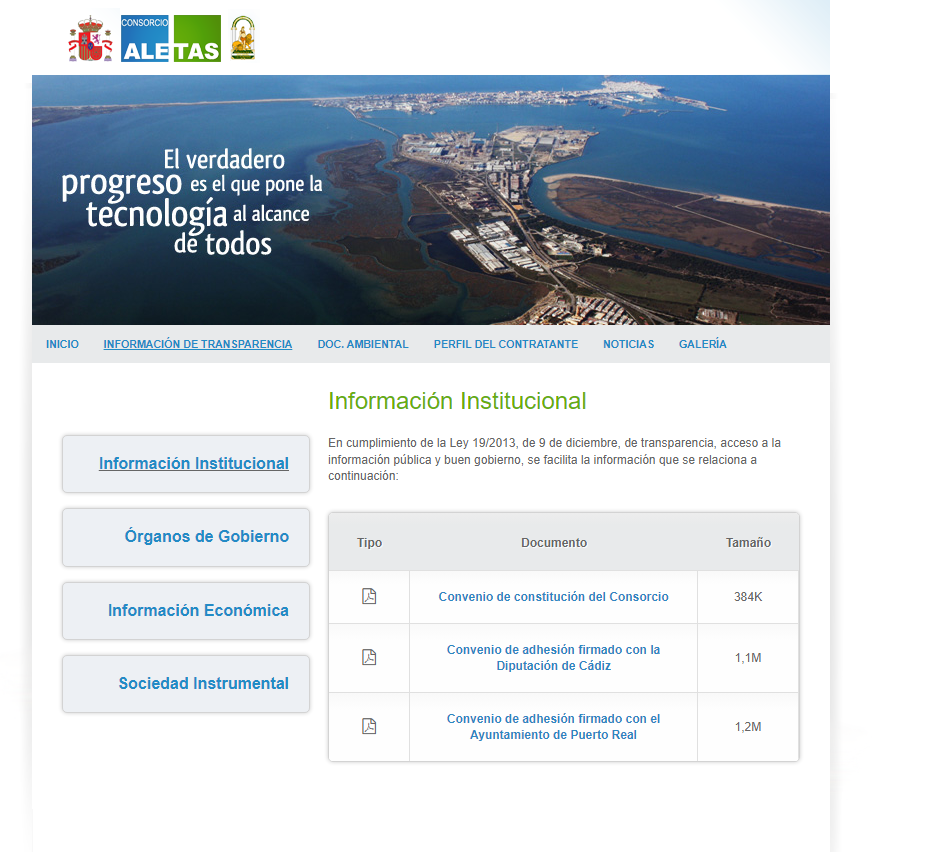 CONSORCIO
ALETAS
El verdadero
progreso es el que pone la
tecnología al alcance
de todos
INICIO INFORMACIÓN DE TRANSPARENCIA DOC. AMBIENTAL PERFIL DEL CONTRATANTE NOTICIAS GALERÍA
Información Institucional
Órganos de Gobierno
Información Económica
Sociedad Instrumental
Información Institucional
En cumplimiento de la Ley 19/2013, de 9 de diciembre, de transparencia, acceso a la
información pública y buen gobierno, se facilita la información que se relaciona a
continuación:
Tipo Documento Tamaño
Convenio de constitución del Consorcio 384K
Convenio de adhesión firmado con la
Diputación de Cádiz 1,1M
Convenio de adhesión firmado con el
Ayuntamiento de Puerto Real 1,2M